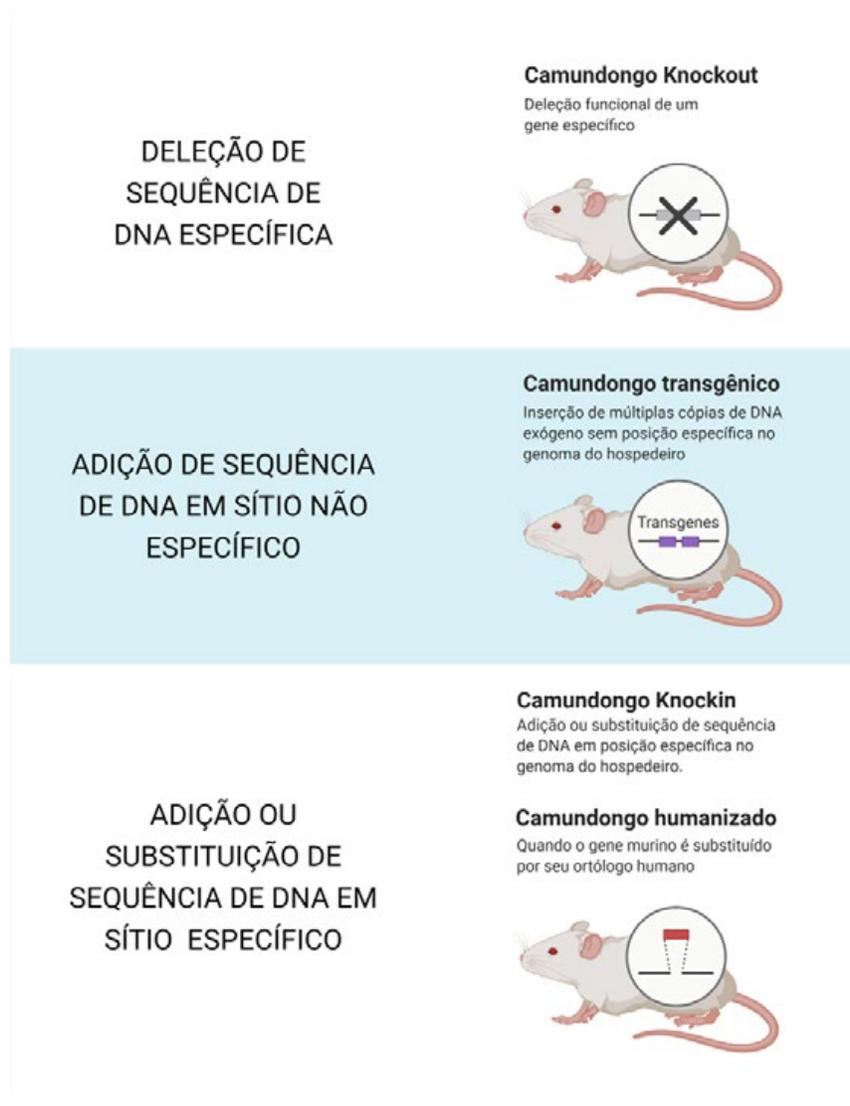 DELEÇÃO DE
SEQUÊNCIA DE
DNA ESPECÍFICA
Camundongo Knockout
Deleção funcional de um
gene específico
ADIÇÃO DE SEQUÊNCIA
DE DNA EM SÍTIO NÃO
ESPECÍFICO
Camundongo transgênico
Inserção de múltiplas cópias de DNA
exógeno sem posição específica no
genoma do hospedeiro
Transgenes
ADIÇÃO OU
SUBSTITUIÇÃO DE
SEQUÊNCIA DE DNA EM
SÍTIO ESPECÍFICO
Camundongo Knockin
Adição ou substituição de sequência
de DNA em posição específica no
genoma do hospedeiro.
Camundongo humanizado
Quando o gene murino é substituído
por seu ortólogo humano